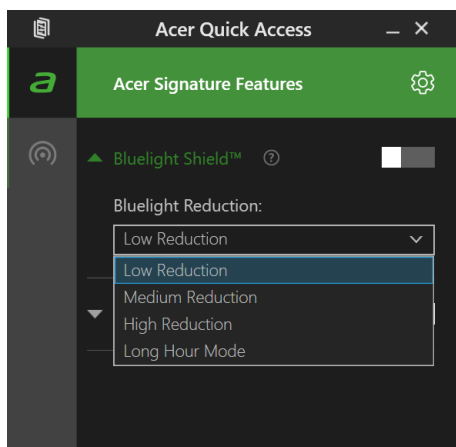 Acer Quick Access
a
Acer Signature Features
Bluelight Shield™ ?
Bluelight Reduction:
Low Reduction
Low Reduction
Medium Reduction
High Reduction
Long Hour Mode